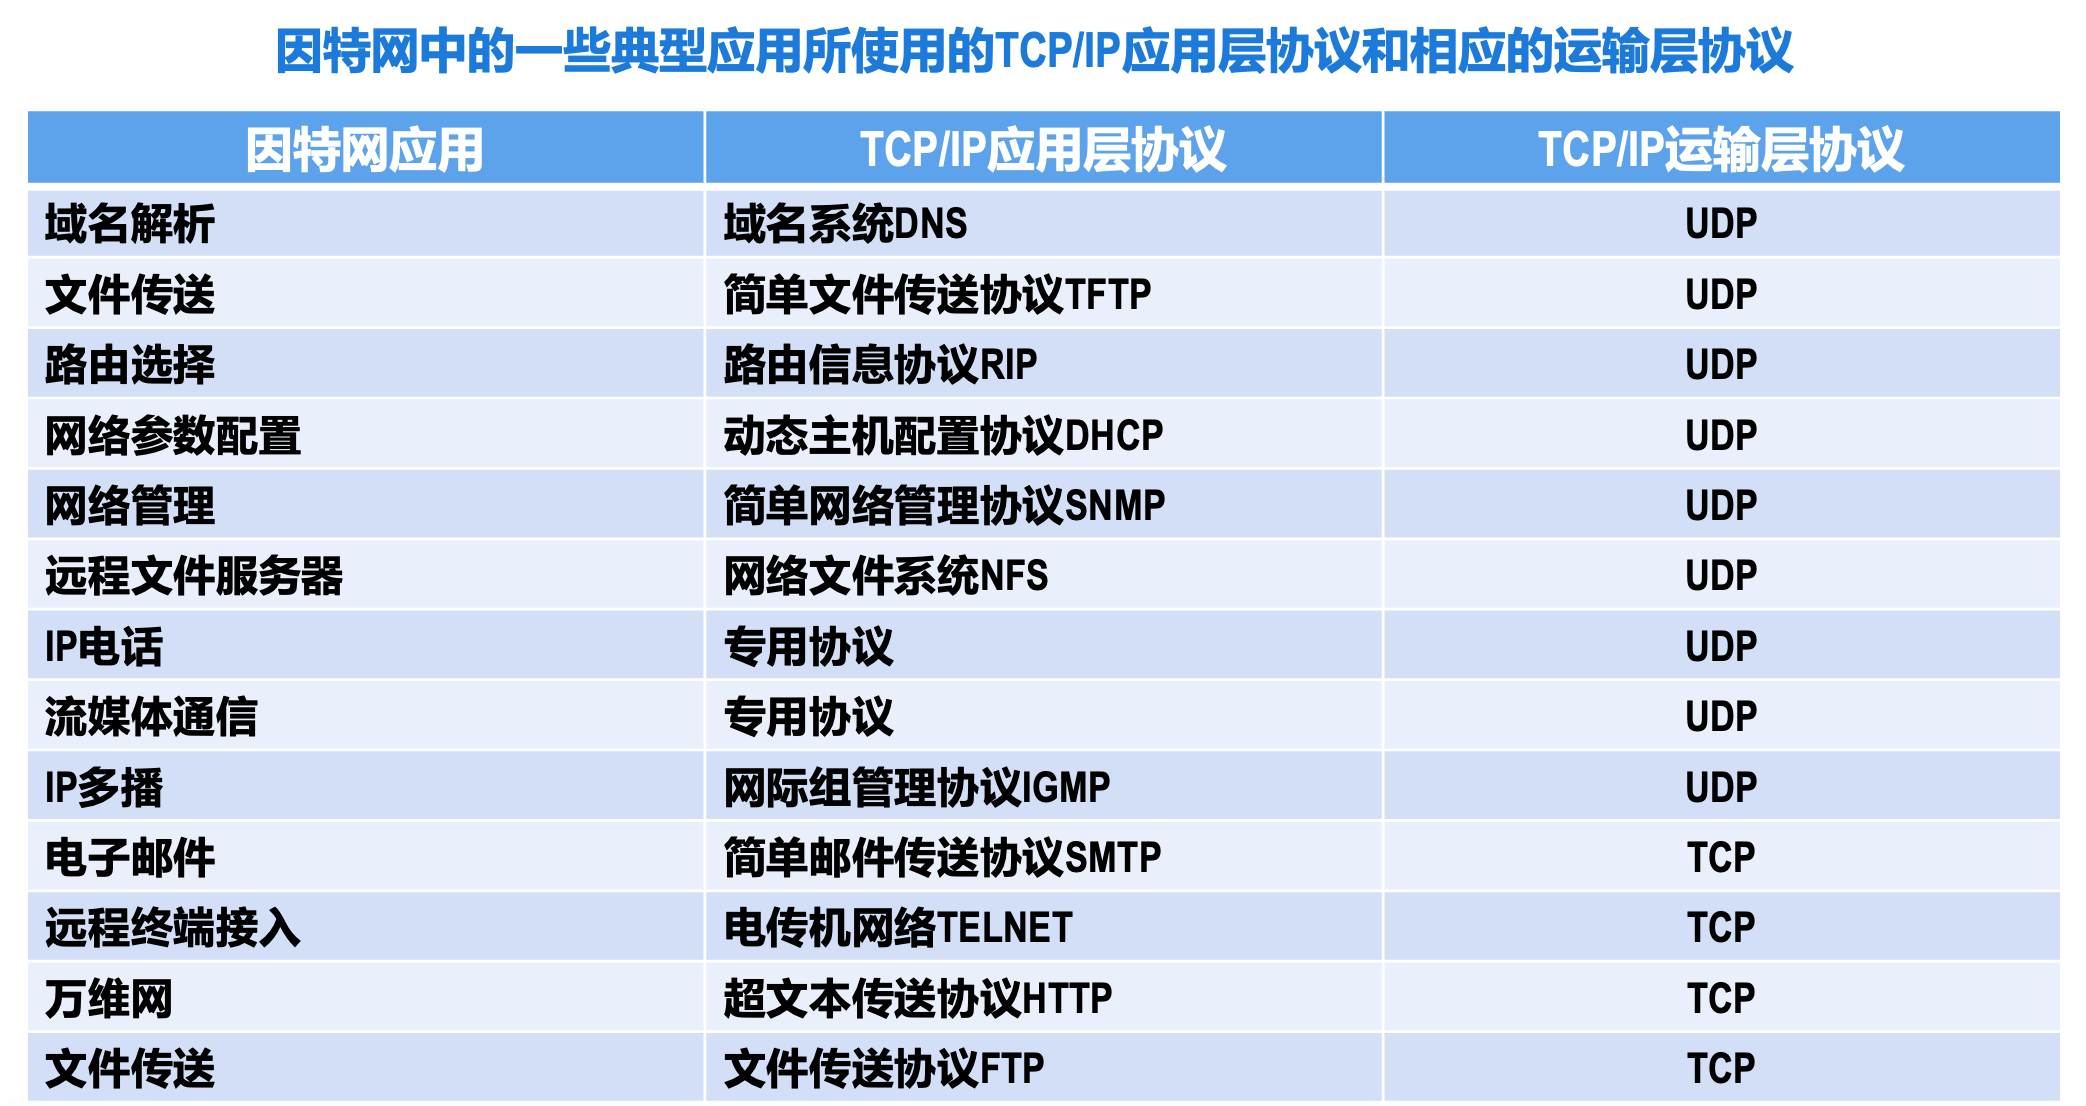 因特网中的一些典型应用所使用的TCP/IP应用层协议和相应的运输层协议
因特网应用 TCP/IP应用层协议 TCP/IP运输层协议
域名解析 域名系统DNS UDP
文件传送 简单文件传送协议TFTP UDP
路由选择 路由信息协议RIP UDP
网络参数配置 动态主机配置协议DHCP UDP
网络管理 简单网络管理协议SNMP UDP
远程文件服务器 网络文件系统NFS UDP
IP电话 专用协议 UDP
流媒体通信 专用协议 UDP
IP多播 网际组管理协议IGMP UDP
电子邮件 简单邮件传送协议SMTP TCP
远程终端接入 电传机网络TELNET TCP
万维网 超文本传送协议HTTP TCP
文件传送 文件传送协议FTP TCP